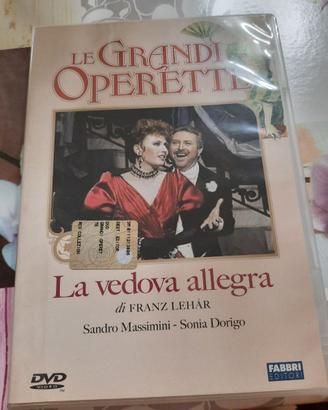 LE GRANDI
OPERETTE
La vedova allegra
di FRANZ LEHÁR
Sandro Massimini - Sonia Dorigo
DVD
VIDEO
FABBRI
EDITORI